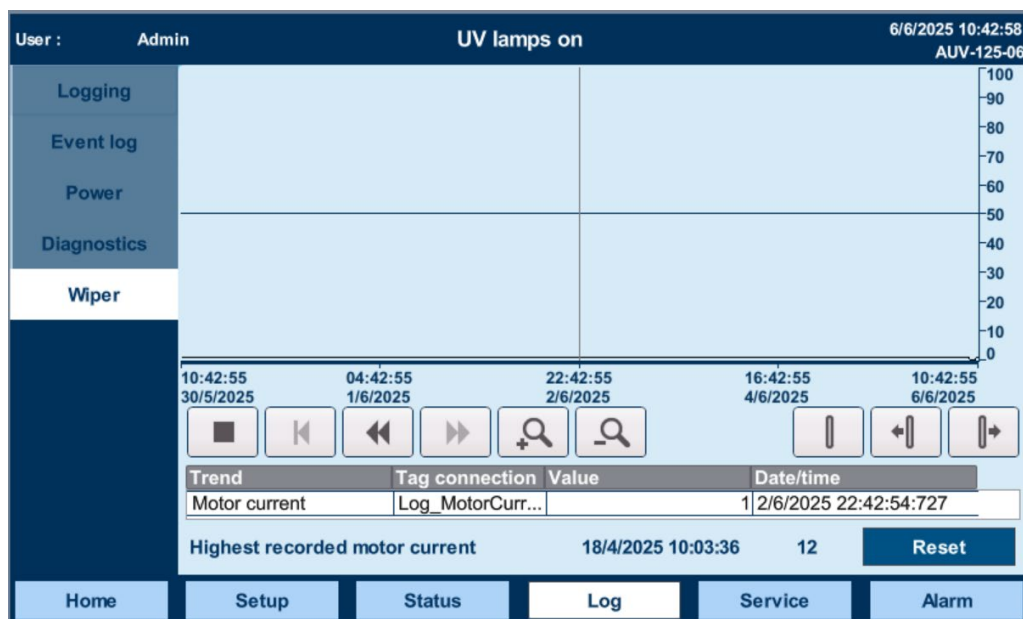 User : Admin UV lamps on 6/6/2025 10:42:58
AUV-125-06
Logging
Event log
Power
Diagnostics
Wiper
100
90
80
70
60
50
40
30
20
10
0
10:42:55 04:42:55 22:42:55 16:42:55 10:42:55
30/5/2025 1/6/2025 2/6/2025 4/6/2025 6/6/2025
Trend Tag connection Value Date/time
Motor current Log_MotorCurr... 1 2/6/2025 22:42:54:727
Highest recorded motor current 18/4/2025 10:03:36 12 Reset
Home Setup Status Log Service Alarm